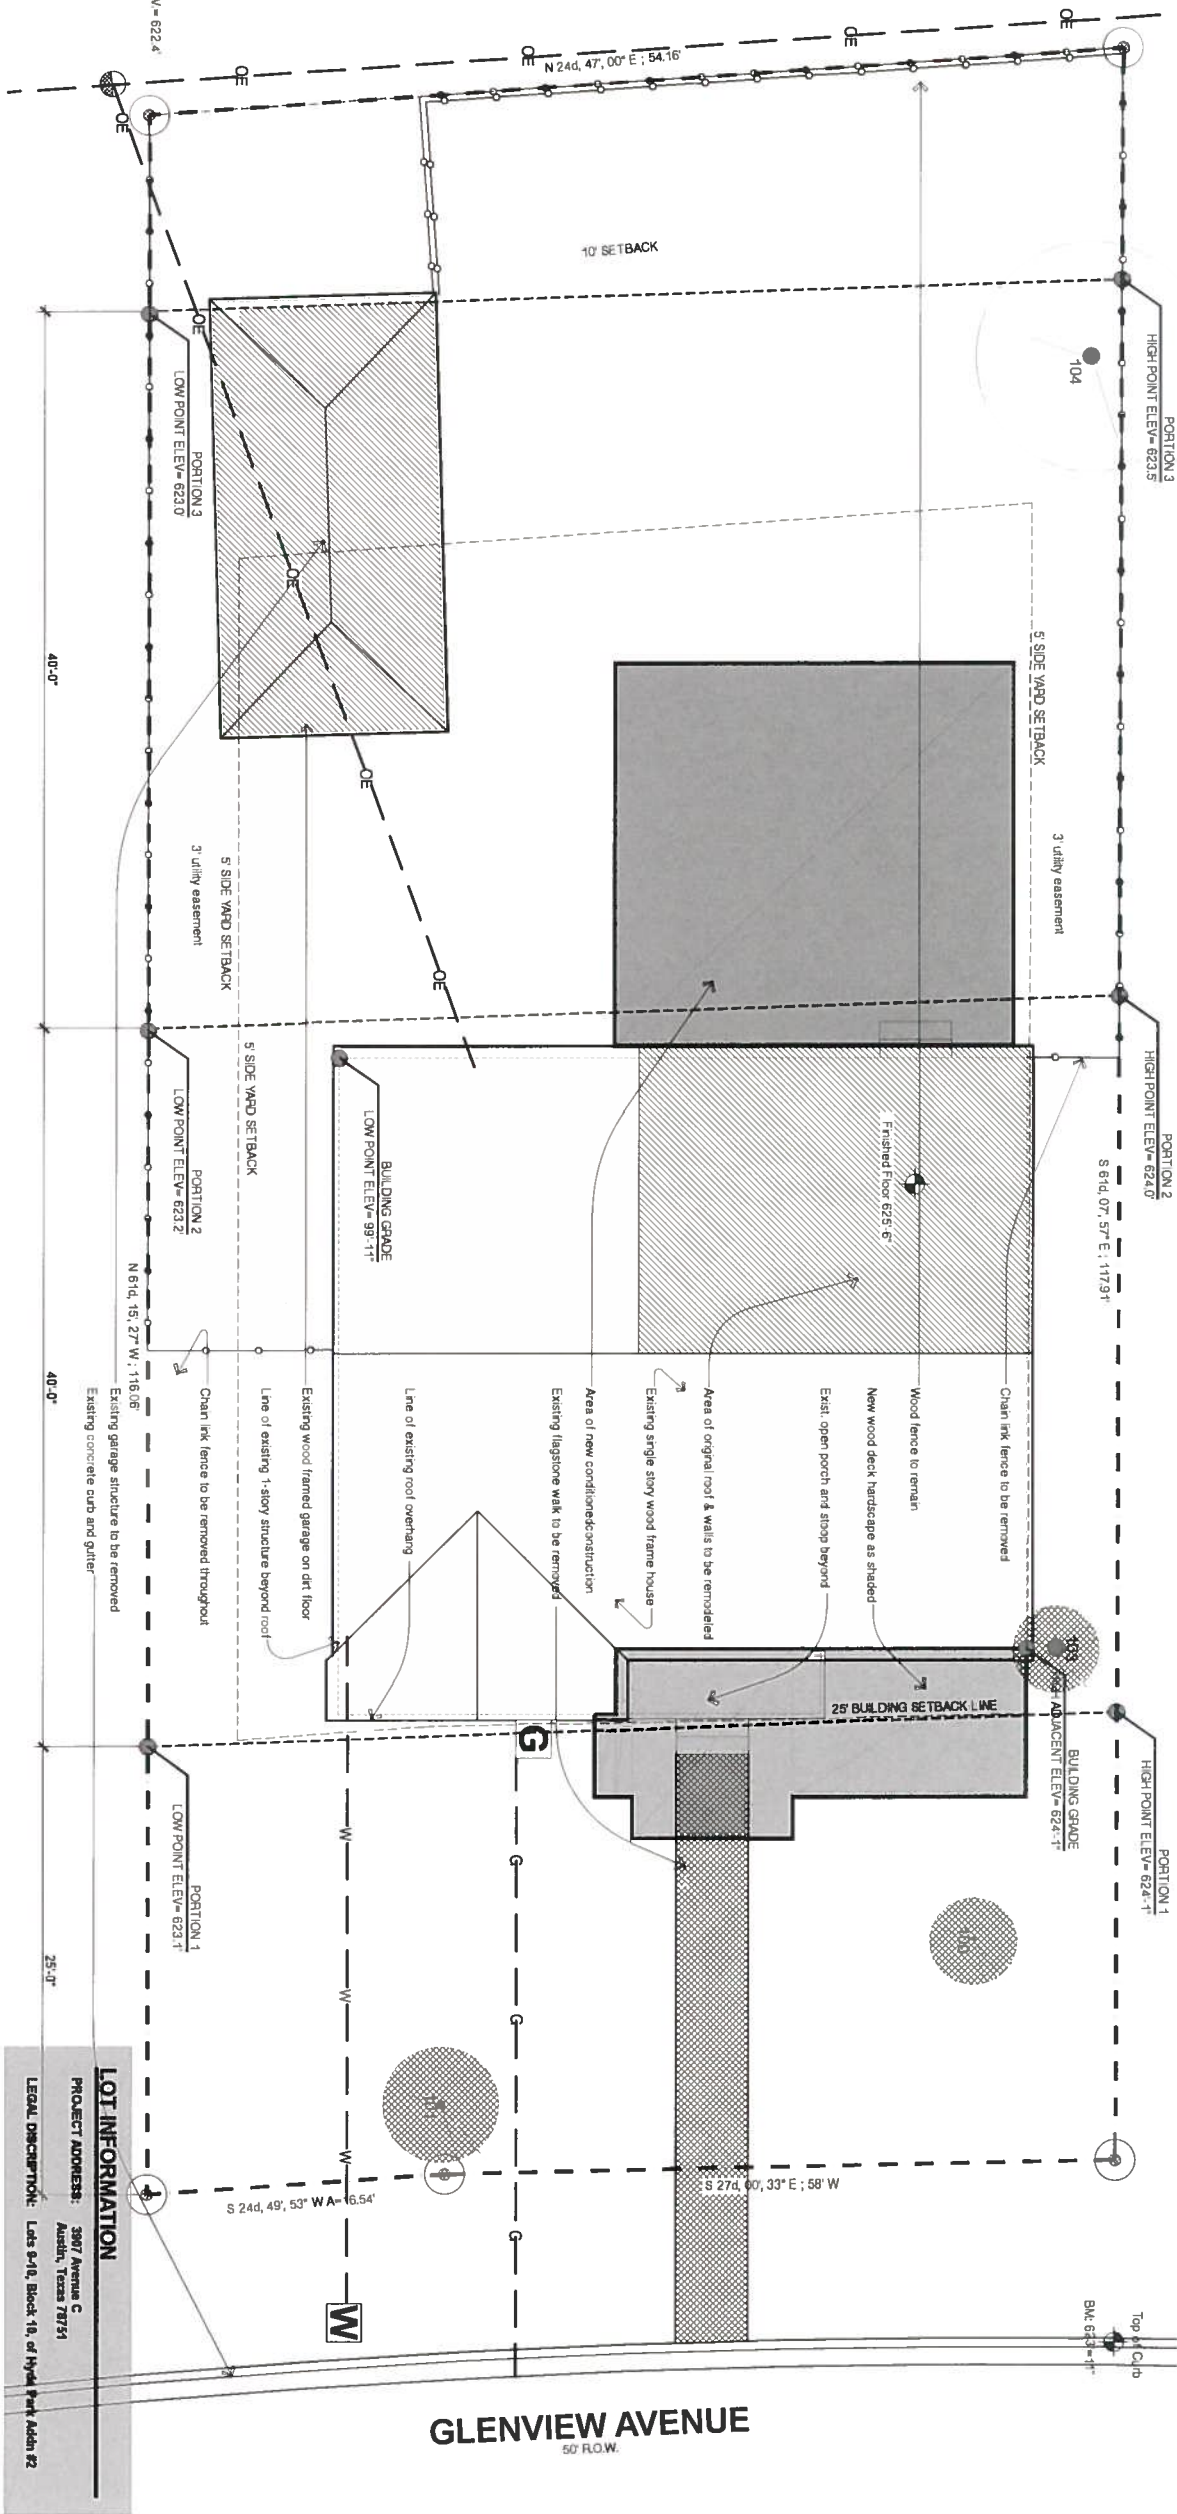 V.= 622.4'
OE
OE
OE
OE
N 24d, 47', 00" E ; 54.16'
OE
OE
OE
OE
OE
10' SETBACK
PORTION 3
HIGH POINT ELEV= 623.5'
104
PORTION 3
LOW POINT ELEV= 623.0'
5' SIDE YARD SETBACK
3' utility easement
40'-0"
5' SIDE YARD SETBACK
3' utility easement
PORTION 2
HIGH POINT ELEV= 624.0'
S 61d, 07', 57" E ; 117.91'
PORTION 2
LOW POINT ELEV= 623.2'
5' SIDE YARD SETBACK
BUILDING GRADE
LOW POINT ELEV= 99'-11"
Finished Floor 625'-6"
N 61d, 15', 27" W ; 116.06'
40'-0"
Chain link fence to be removed
Wood fence to remain
New wood deck hardscape as shaded
Exist. open porch and stoop beyond
Area of original roof & walls to be remodeled
Existing single story wood frame house
Area of new conditionedconstruction
Existing flagstone walk to be removed
Line of existing roof overhang
Existing wood framed garage on dirt floor
Line of existing 1-story structure beyond roof
Chain link fence to be removed throughout
Existing garage structure to be removed
Existing concrete curb and gutter
103
BUILDING GRADE
HIGH ADJACENT ELEV= 624'-1"
25' BUILDING SETBACK LINE
PORTION 1
HIGH POINT ELEV= 624'-1"
PORTION 1
LOW POINT ELEV= 623.1'
G
G
G
G
W
W
W
W
100
101
25'-0"
S 27d, 00', 33" E ; 58' W
S 24d, 49', 53" W A=16.54'
Top of Curb
BM: 623'-11"
GLENVIEW AVENUE
50' R.O.W.
LOT INFORMATION
PROJECT ADDRESS: 3907 Avenue C
Austin, Texas 78751
LEGAL DISCRIPTION: Lots 9-10, Block 10, of Hyde Park Addn #2